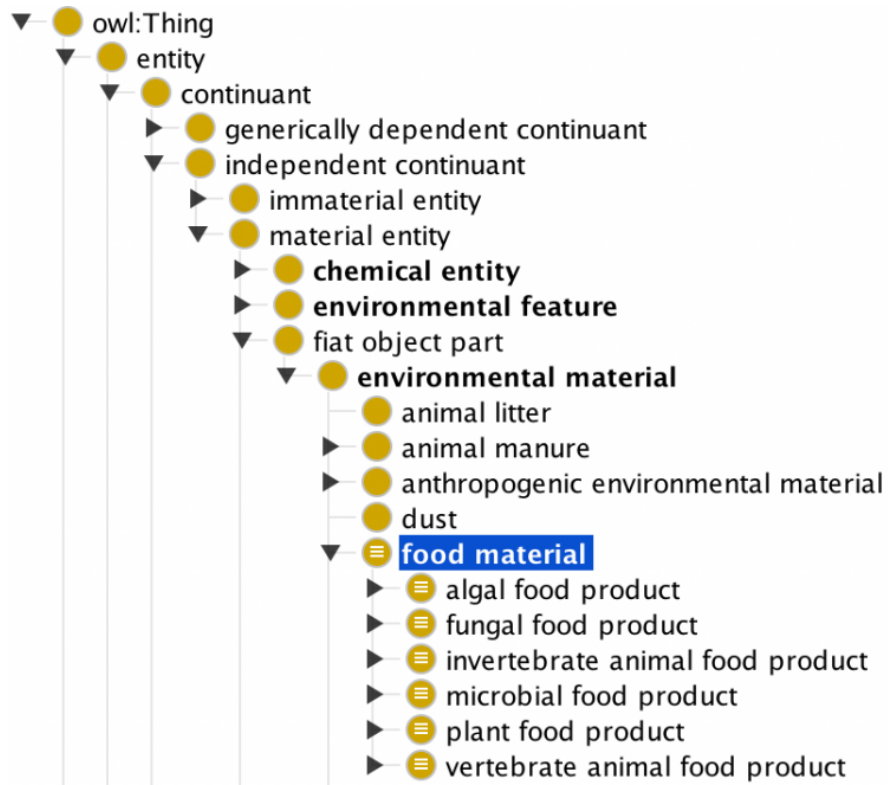 owl:Thing
entity
continuant
generically dependent continuant
independent continuant
immaterial entity
material entity
chemical entity
environmental feature
fiat object part
environmental material
animal litter
animal manure
anthropogenic environmental material
dust
food material
algal food product
fungal food product
invertebrate animal food product
microbial food product
plant food product
vertebrate animal food product